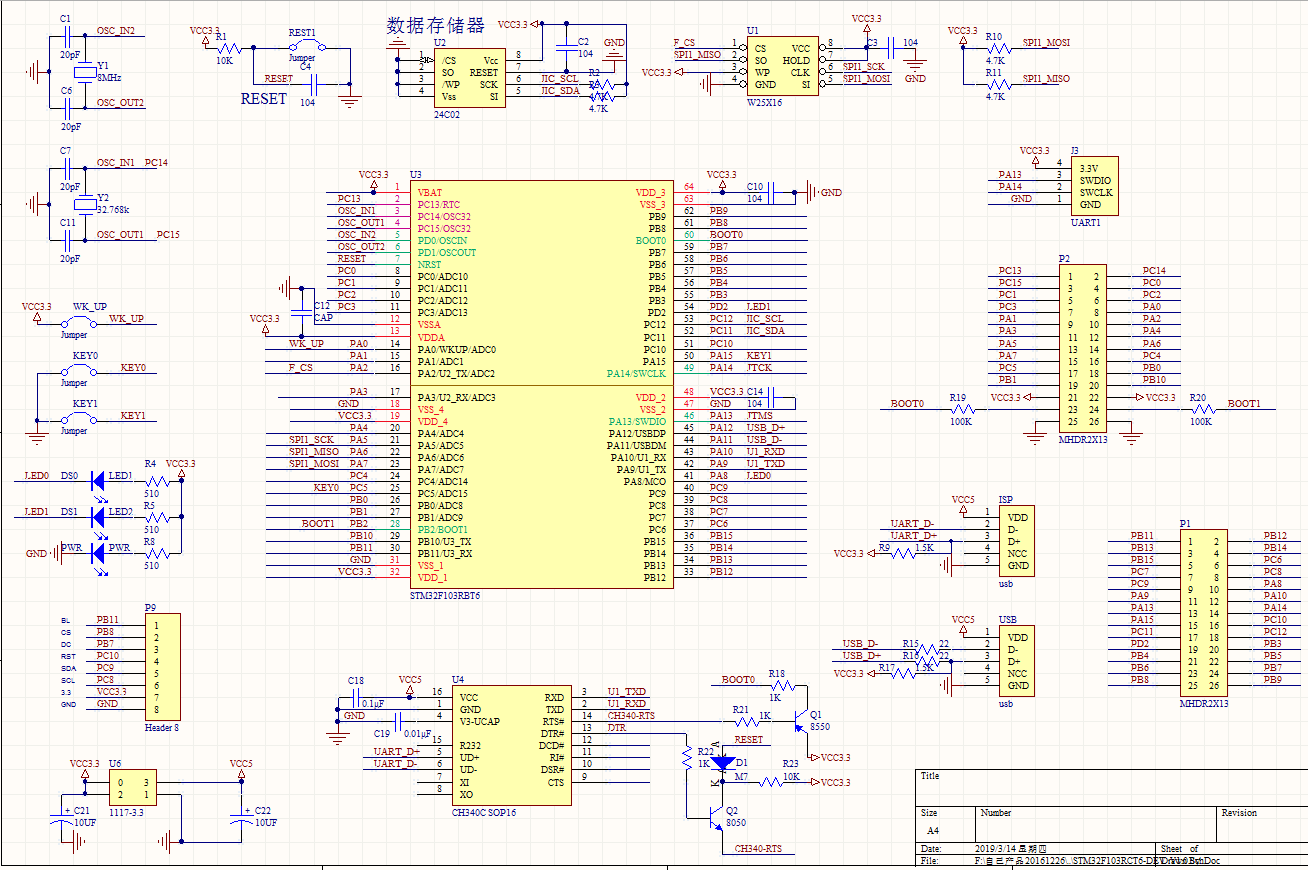 数据存储器
C1
OSC_IN2
20pF
Y1
8MHz
C6
OSC_OUT2
20pF
VCC3.3
R1
10K
REST1
Jumper
C4
RESET
104
RESET
VCC3.3
U2
1 /CS Vcc 8
2 SO RESET 7
3 /WP SCK 6 JIC_SCL
4 Vss SI 5 JIC_SDA
24C02
C2
104
GND
R2
4.7K
VCC3.3
U1
F_CS 1 CS VCC 8
SPI1_MISO 2 SO HOLD 7
VCC3.3 3 WP CLK 6 SPI1_SCK
4 GND SI 5 SPI1_MOSI
W25X16
C3
104
GND
VCC3.3
R10
SPI1_MOSI
4.7K
R11
SPI1_MISO
4.7K
C7
OSC_IN1 PC14
20pF
Y2
32.768k
C11
OSC_OUT1 PC15
20pF
VCC3.3
WK_UP
WK_UP
Jumper
KEY0
KEY0
Jumper
KEY1
KEY1
Jumper
LED0 DS0 LED1 R4 VCC3.3
510
LED1 DS1 LED2 R5
510
GND PWR PWR R8
510
P9
BL PB11 1
CS PB8 2
DC PB7 3
RST PC10 4
SDA PC9 5
SCL PC8 6
3.3 VCC3.3 7
GND GND 8
Header 8
VCC3.3
U6
VCC5
0 3
2 1
1117-3.3
C21
10UF
C22
10UF
U3
VCC3.3 1 VBAT
PC13 2 PC13/RTC
OSC_IN1 3 PC14/OSC32
OSC_OUT1 4 PC15/OSC32
OSC_IN2 5 PD0/OSCIN
OSC_OUT2 6 PD1/OSCOUT
RESET 7 NRST
PC0 8 PC0/ADC10
PC1 9 PC1/ADC11
PC2 10 PC2/ADC12
PC3 11 PC3/ADC13
C12
CAP
12 VSSA
VCC3.3 13 VDDA
WK_UP PA0 14 PA0/WKUP/ADC0
PA1 15 PA1/ADC1
F_CS PA2 16 PA2/U2_TX/ADC2
PA3 17 PA3/U2_RX/ADC3
GND 18 VSS_4
VCC3.3 19 VDD_4
PA4 20 PA4/ADC4
SPI1_SCK PA5 21 PA5/ADC5
SPI1_MISO PA6 22 PA6/ADC6
SPI1_MOSI PA7 23 PA7/ADC7
PC4 24 PC4/ADC14
KEY0 PC5 25 PC5/ADC15
PB0 26 PB0/ADC8
PB1 27 PB1/ADC9
BOOT1 PB2 28 PB2/BOOT1
PB10 29 PB10/U3_TX
PB11 30 PB11/U3_RX
GND 31 VSS_1
VCC3.3 32 VDD_1
STM32F103RBT6
VDD_3 64 VCC3.3 C10
VSS_3 63 104 GND
PB9 62 PB9
PB8 61 PB8
BOOT0 60 BOOT0
PB7 59 PB7
PB6 58 PB6
PB5 57 PB5
PB4 56 PB4
PB3 55 PB3
PD2 54 PD2 LED1
PC12 53 PC12 JIC_SCL
PC11 52 PC11 JIC_SDA
PC10 51 PC10
PA15 50 PA15 KEY1
PA14/SWCLK 49 PA14 JTCK
VDD_2 48 VCC3.3 C14
VSS_2 47 GND 104
PA13/SWDIO 46 PA13 JTMS
PA12/USBDP 45 PA12 USB_D+
PA11/USBDM 44 PA11 USB_D-
PA10/U1_RX 43 PA10 U1_RXD
PA9/U1_TX 42 PA9 U1_TXD
PA8/MCO 41 PA8 LED0
PC9 40 PC9
PC8 39 PC8
PC7 38 PC7
PC6 37 PC6
PB15 36 PB15
PB14 35 PB14
PB13 34 PB13
PB12 33 PB12
VCC3.3 J3
4 3.3V
PA13 3 SWDIO
PA14 2 SWCLK
GND 1 GND
UART1
P2
PC13 1 2 PC14
PC15 3 4 PC0
PC1 5 6 PC2
PC3 7 8 PA0
PA1 9 10 PA2
PA3 11 12 PA4
PA5 13 14 PA6
PA7 15 16 PC4
PC5 17 18 PB0
PB1 19 20 PB10
VCC3.3 21 22 VCC3.3
23 24
25 26
MHDR2X13
BOOT0
R19
100K
R20
BOOT1
100K
VCC5
ISP
1 VDD
UART_D- 2 D-
UART_D+ 3 D+
VCC3.3 R9 1.5K 4 NCC
5 GND
usb
VCC5
USB
1 VDD
USB_D- R15 22 2 D-
USB_D+ R16 22 3 D+
VCC3.3 R17 1.5K 4 NCC
5 GND
usb
P1
PB11 1 2 PB12
PB13 3 4 PB14
PB15 5 6 PC6
PC7 7 8 PC8
PC9 9 10 PA8
PA9 11 12 PA10
PA13 13 14 PA14
PA15 15 16 PC10
PC11 17 18 PC12
PD2 19 20 PB3
PB4 21 22 PB5
PB6 23 24 PB7
PB8 25 26 PB9
MHDR2X13
C18
0.1μF
VCC5
GND
C19
0.01μF
U4
16 VCC RXD 3 U1_TXD
1 GND TXD 2 U1_RXD
4 V3-UCAP RTS# 14 CH340-RTS
DTR# 13 DTR
15 R232 DCD# 12
UART_D+ 5 UD+ RI# 11
UART_D- 6 UD- DSR# 10
7 XI CTS 9
8 XO
CH340C SOP16
BOOT0
R18
1K
R21
1K
Q1
8550
VCC3.3
R22
1K
A
RESET
D1
K
M7
R23
10K
VCC3.3
Q2
8050
CH340-RTS
Title
Size
Number
Revision
A4
Date: 2019/3/14 星期四 Sheet of
File: